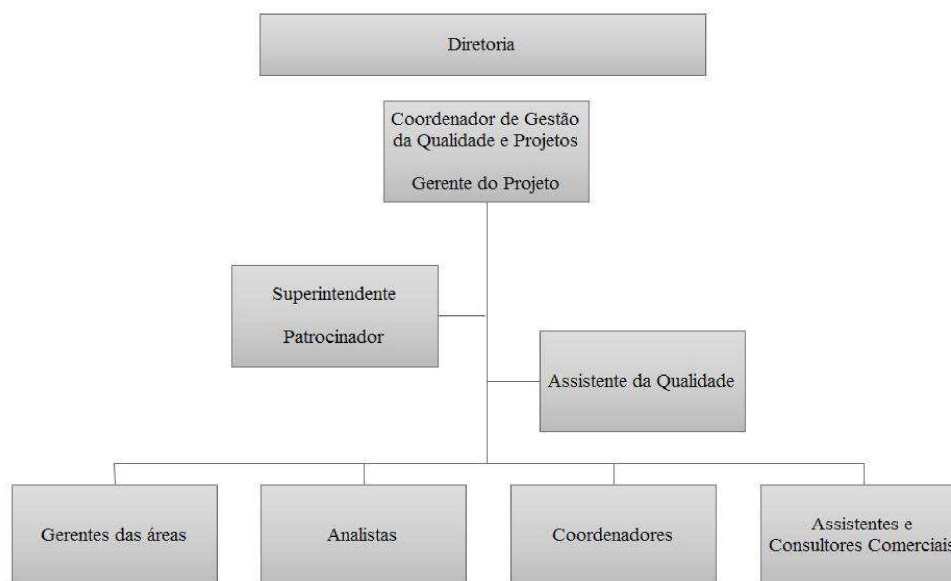 Diretoria
Coordenador de Gestão
da Qualidade e Projetos
Gerente do Projeto
Superintendente
Patrocinador
Assistente da Qualidade
Gerentes das áreas
Analistas
Coordenadores
Assistentes e
Consultores Comerciais